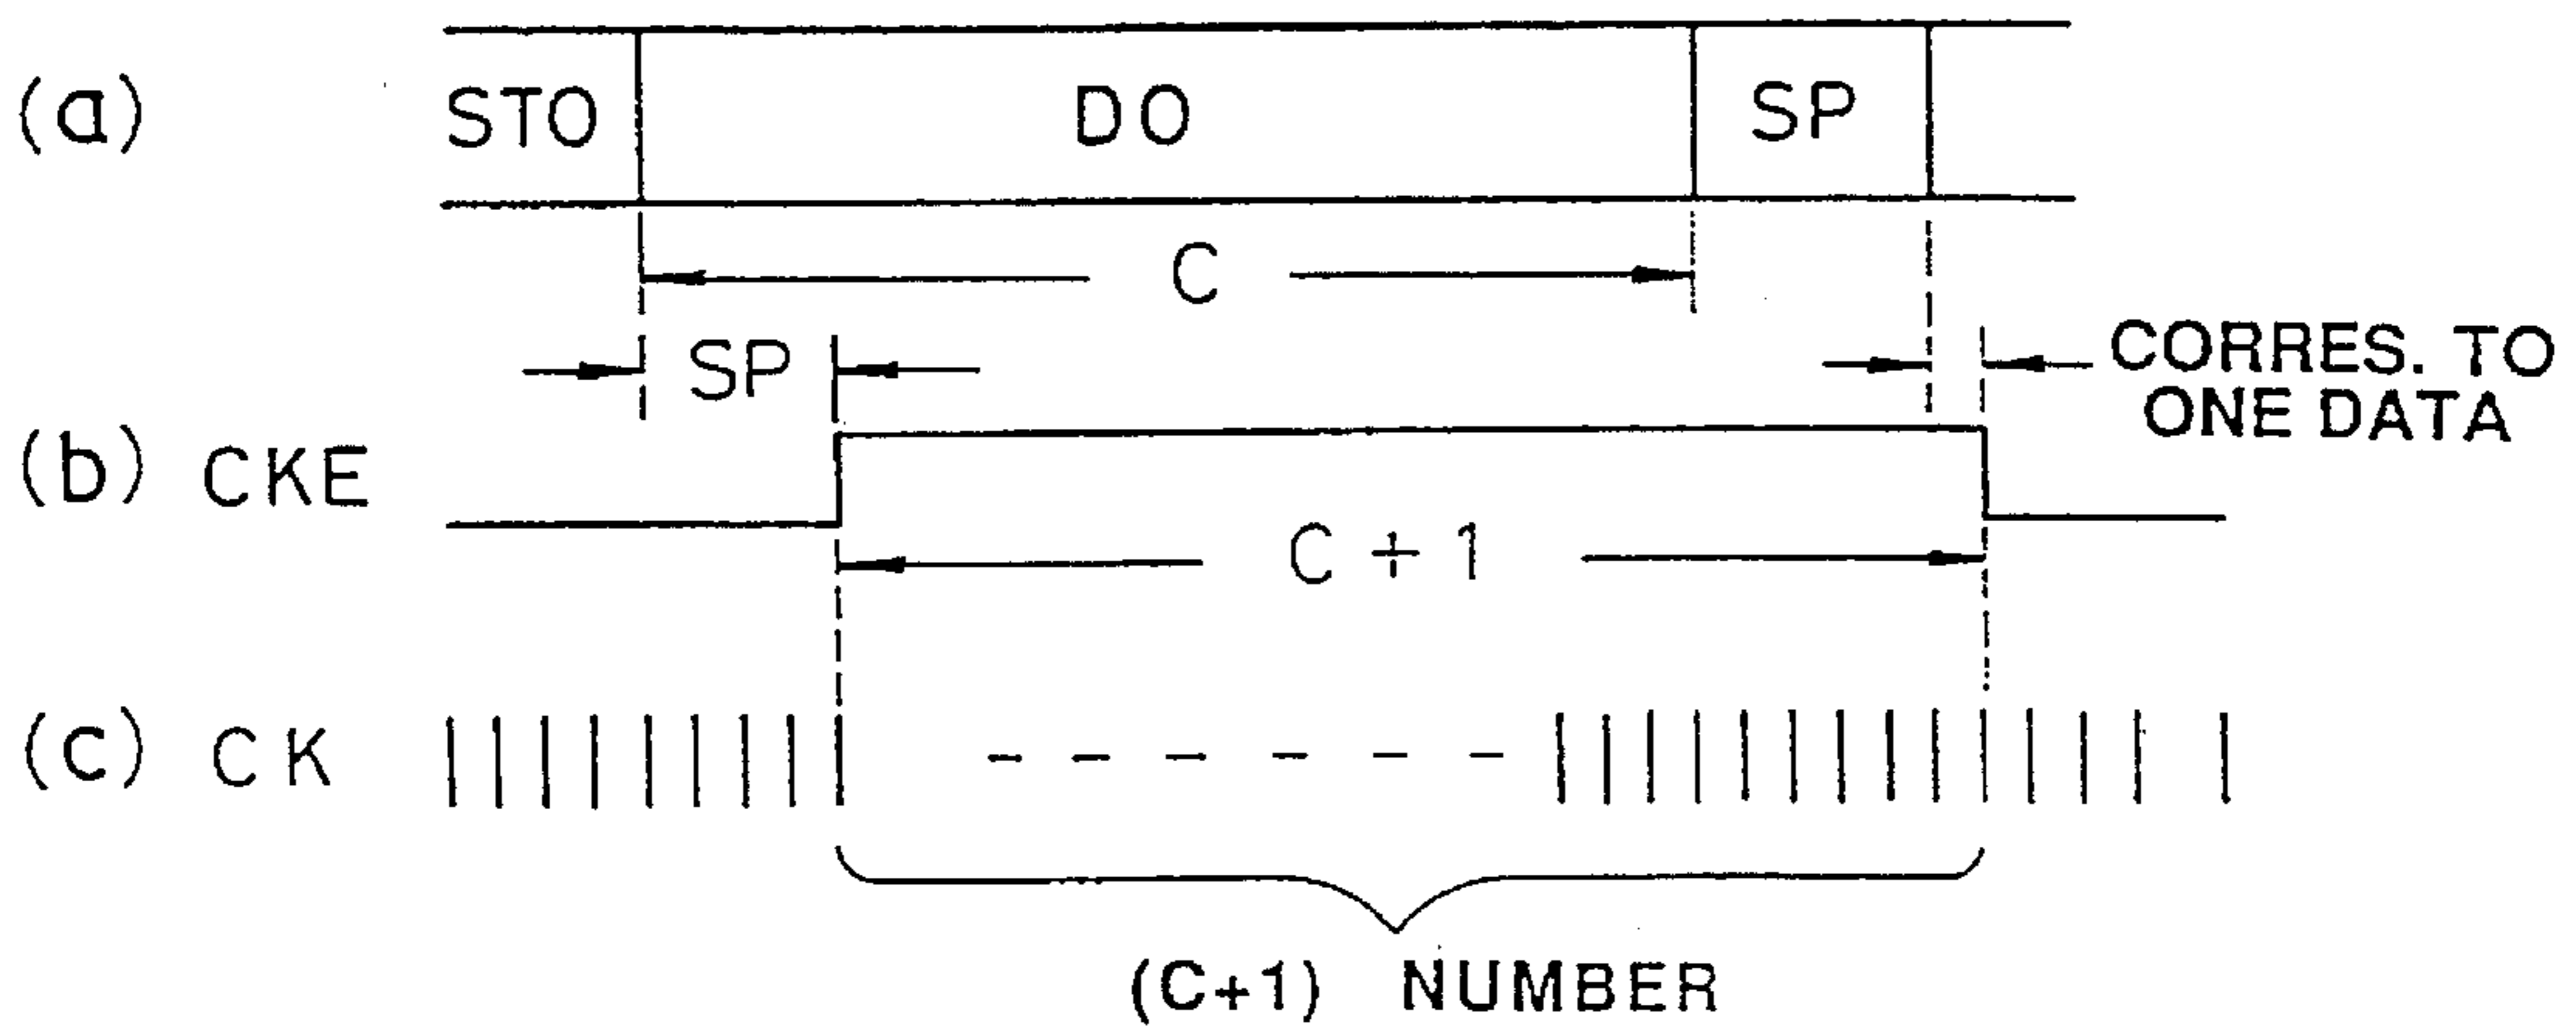 (a) STO DO SP
C
SP
CORRES. TO
ONE DATA
(b) CKE
C + 1
(c) CK
(C+1) NUMBER